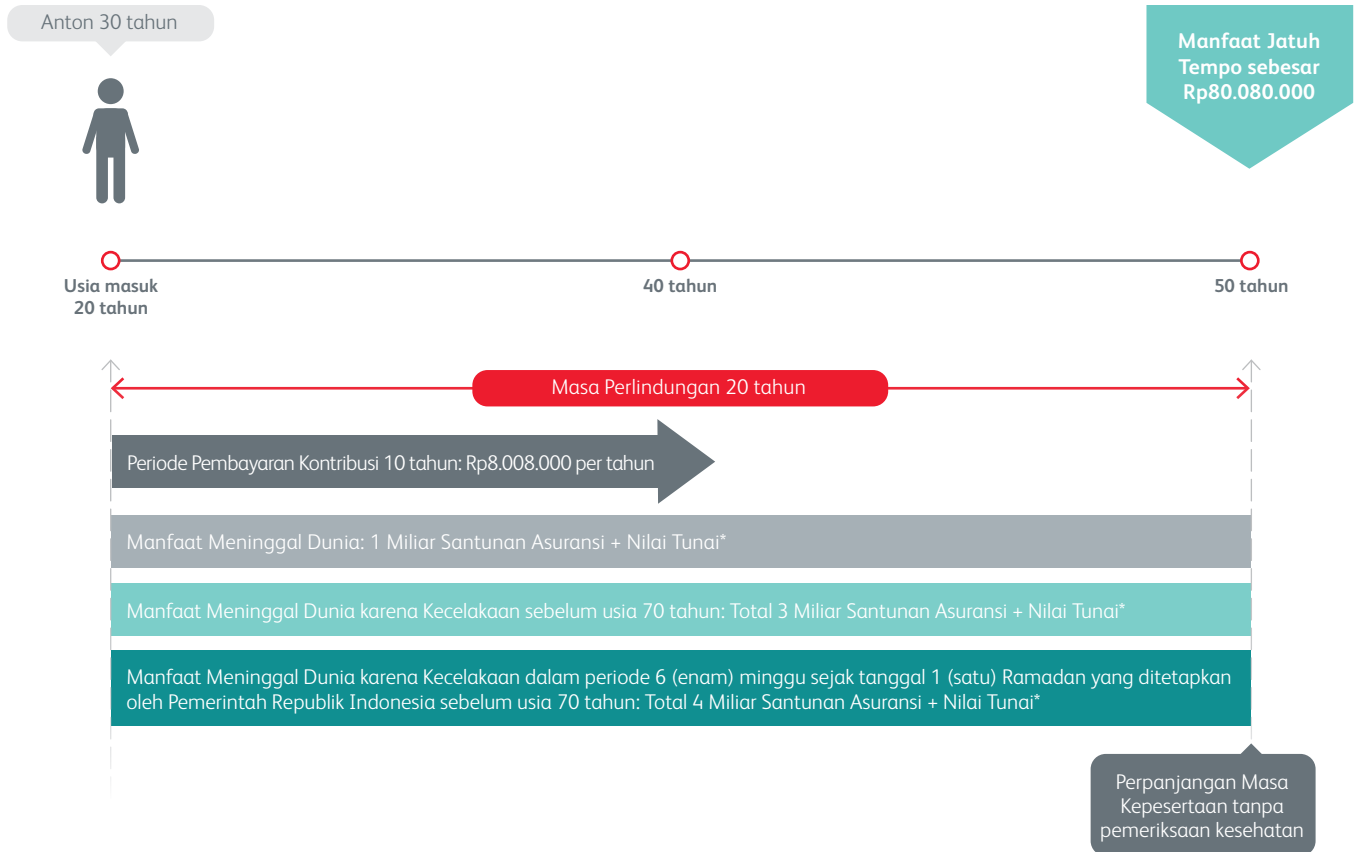 Anton 30 tahun
Manfaat Jatuh
Tempo sebesar
Rp80.080.000
Usia masuk
20 tahun
40 tahun
50 tahun
Masa Perlindungan 20 tahun
Periode Pembayaran Kontribusi 10 tahun: Rp8.008.000 per tahun
Manfaat Meninggal Dunia: 1 Miliar Santunan Asuransi + Nilai Tunai*
Manfaat Meninggal Dunia karena Kecelakaan sebelum usia 70 tahun: Total 3 Miliar Santunan Asuransi + Nilai Tunai*
Manfaat Meninggal Dunia karena Kecelakaan dalam periode 6 (enam) minggu sejak tanggal 1 (satu) Ramadan yang ditetapkan
oleh Pemerintah Republik Indonesia sebelum usia 70 tahun: Total 4 Miliar Santunan Asuransi + Nilai Tunai*
Perpanjangan Masa
Kepesertaan tanpa
pemeriksaan kesehatan